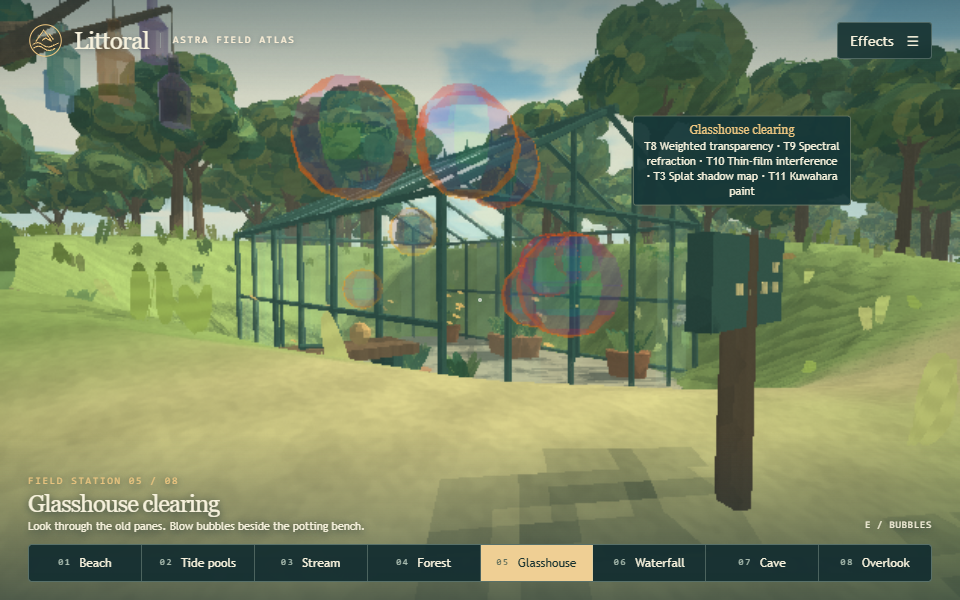 Littoral
ASTRA FIELD ATLAS
Effects
Glasshouse clearing
T8 Weighted transparency · T9 Spectral
refraction · T10 Thin-film interference
· T3 Splat shadow map · T11 Kuwahara
paint
FIELD STATION 05 / 08
Glasshouse clearing
Look through the old panes. Blow bubbles beside the potting bench.
E / BUBBLES
01 Beach
02 Tide pools
03 Stream
04 Forest
05 Glasshouse
06 Waterfall
07 Cave
08 Overlook